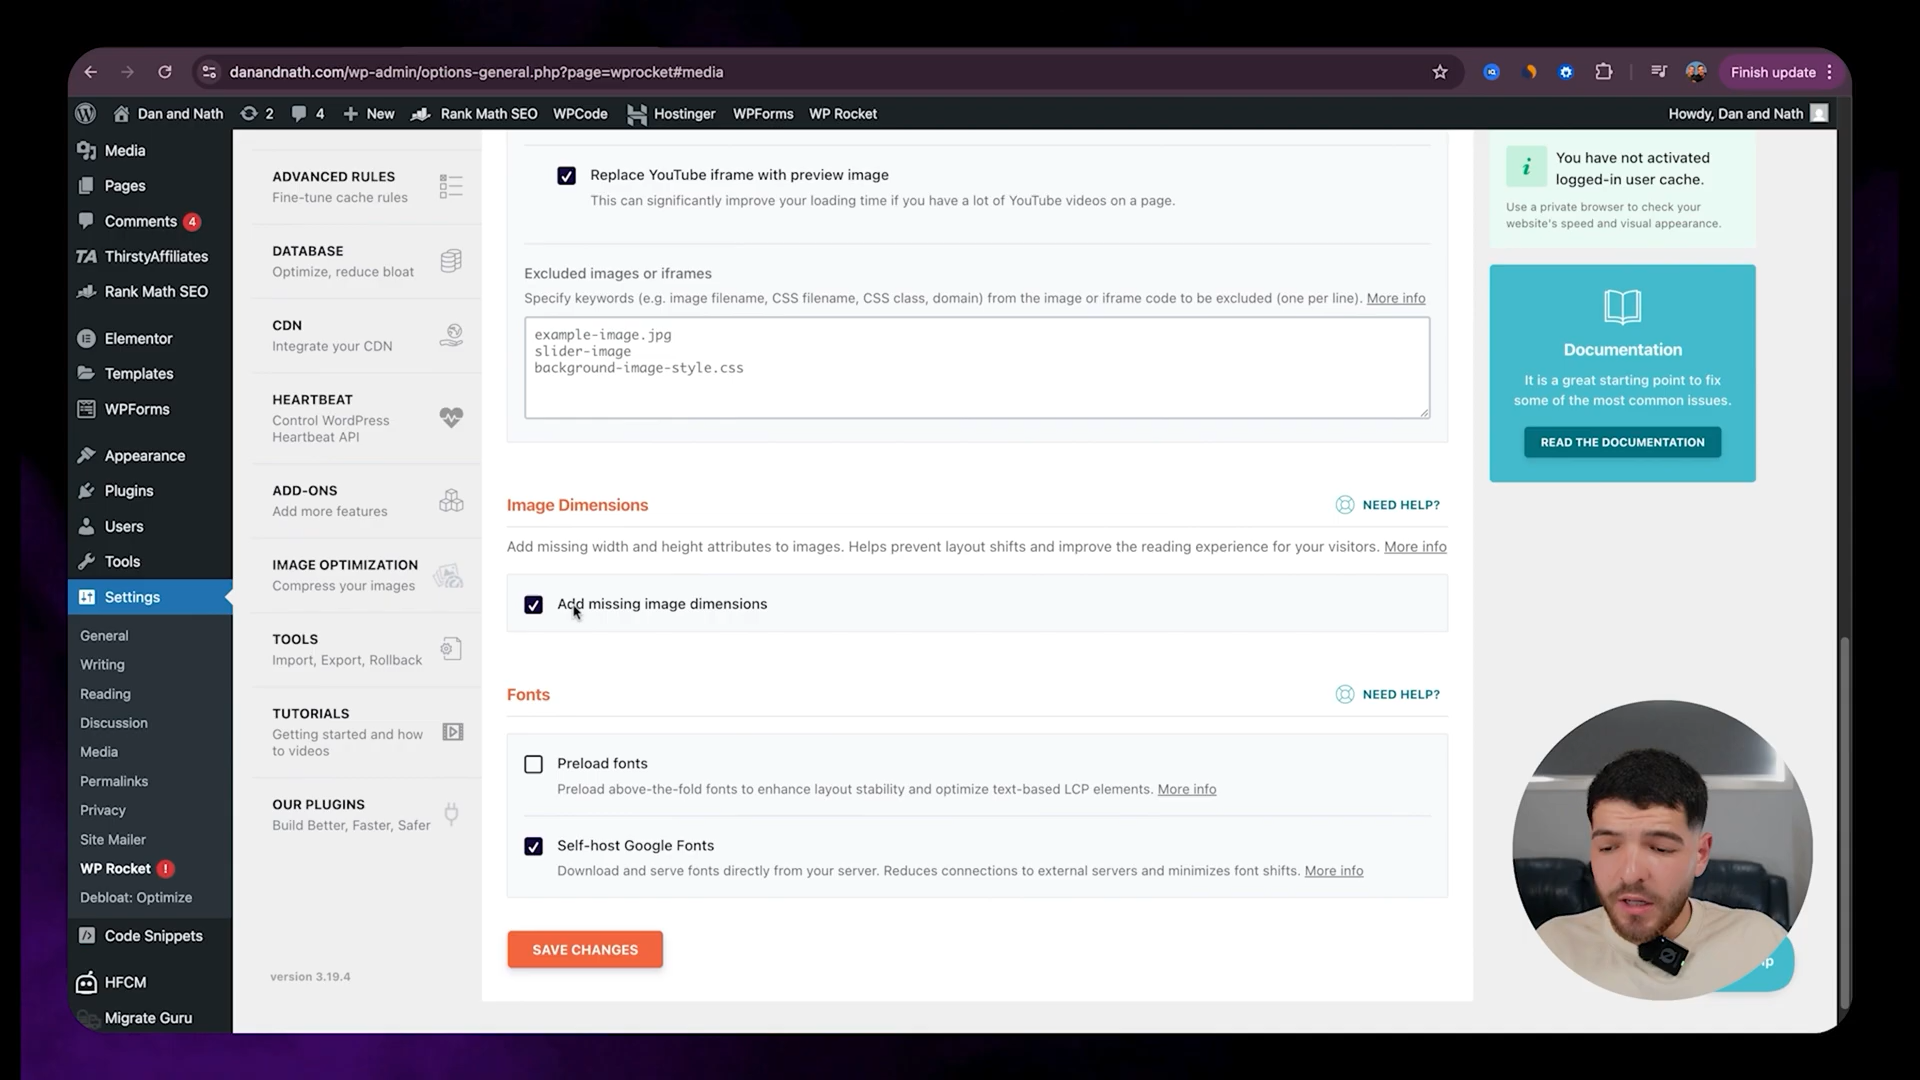 danandnath.com/wp-admin/options-general.php?page=wprocket#media
Finish update
Dan and Nath
2
4
New
Rank Math SEO
WPCode
Hostinger
WPForms
WP Rocket
Howdy, Dan and Nath
Media
Pages
Comments 4
TA ThirstyAffiliates
Rank Math SEO
Elementor
Templates
WPForms
Appearance
Plugins
Users
Tools
Settings
General
Writing
Reading
Discussion
Media
Permalinks
Privacy
Site Mailer
WP Rocket !
Debloat: Optimize
Code Snippets
HFCM
Migrate Guru
ADVANCED RULES
Fine-tune cache rules
DATABASE
Optimize, reduce bloat
CDN
Integrate your CDN
HEARTBEAT
Control WordPress
Heartbeat API
ADD-ONS
Add more features
IMAGE OPTIMIZATION
Compress your images
TOOLS
Import, Export, Rollback
TUTORIALS
Getting started and how
to videos
OUR PLUGINS
Build Better, Faster, Safer
version 3.19.4
Replace YouTube iframe with preview image
This can significantly improve your loading time if you have a lot of YouTube videos on a page.
Excluded images or iframes
Specify keywords (e.g. image filename, CSS filename, CSS class, domain) from the image or iframe code to be excluded (one per line). More info
example-image.jpg
slider-image
background-image-style.css
Image Dimensions
NEED HELP?
Add missing width and height attributes to images. Helps prevent layout shifts and improve the reading experience for your visitors. More info
Add missing image dimensions
Fonts
NEED HELP?
Preload fonts
Preload above-the-fold fonts to enhance layout stability and optimize text-based LCP elements. More info
Self-host Google Fonts
Download and serve fonts directly from your server. Reduces connections to external servers and minimizes font shifts. More info
SAVE CHANGES
You have not activated
logged-in user cache.
Use a private browser to check your
website's speed and visual appearance.
Documentation
It is a great starting point to fix
some of the most common issues.
READ THE DOCUMENTATION